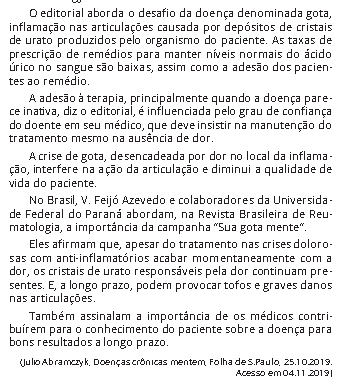 O editorial aborda o desafio da doença denominada gota,
inflamação nas articulações causada por depósitos de cristais
de urato produzidos pelo organismo do paciente. As taxas de
prescrição de remédios para manter níveis normais do ácido
úrico no sangue são baixas, assim como a adesão dos pacien-
tes ao remédio.
A adesão à terapia, principalmente quando a doença pare-
ce inativa, diz o editorial, é influenciada pelo grau de confiança
do doente em seu médico, que deve insistir na manutenção do
tratamento mesmo na ausência de dor.
A crise de gota, desencadeada por dor no local da inflama-
ção, interfere na ação da articulação e diminui a qualidade de
vida do paciente.
No Brasil, V. Feijó Azevedo e colaboradores da Universida-
de Federal do Paraná abordam, na Revista Brasileira de Reu-
matologia, a importância da campanha “Sua gota mente”.
Eles afirmam que, apesar do tratamento nas crises doloro-
sas com anti-inflamatórios acabar momentaneamente com a
dor, os cristais de urato responsáveis pela dor continuam pre-
sentes. E, a longo prazo, podem provocar tofos e graves danos
nas articulações.
Também assinalam a importância de os médicos contri-
buírem para o conhecimento do paciente sobre a doença para
bons resultados a longo prazo.
(Julio Abramczyk, Doenças crônicas mentem, Folha de S.Paulo, 25.10.2019.
Acesso em 04.11.2019)